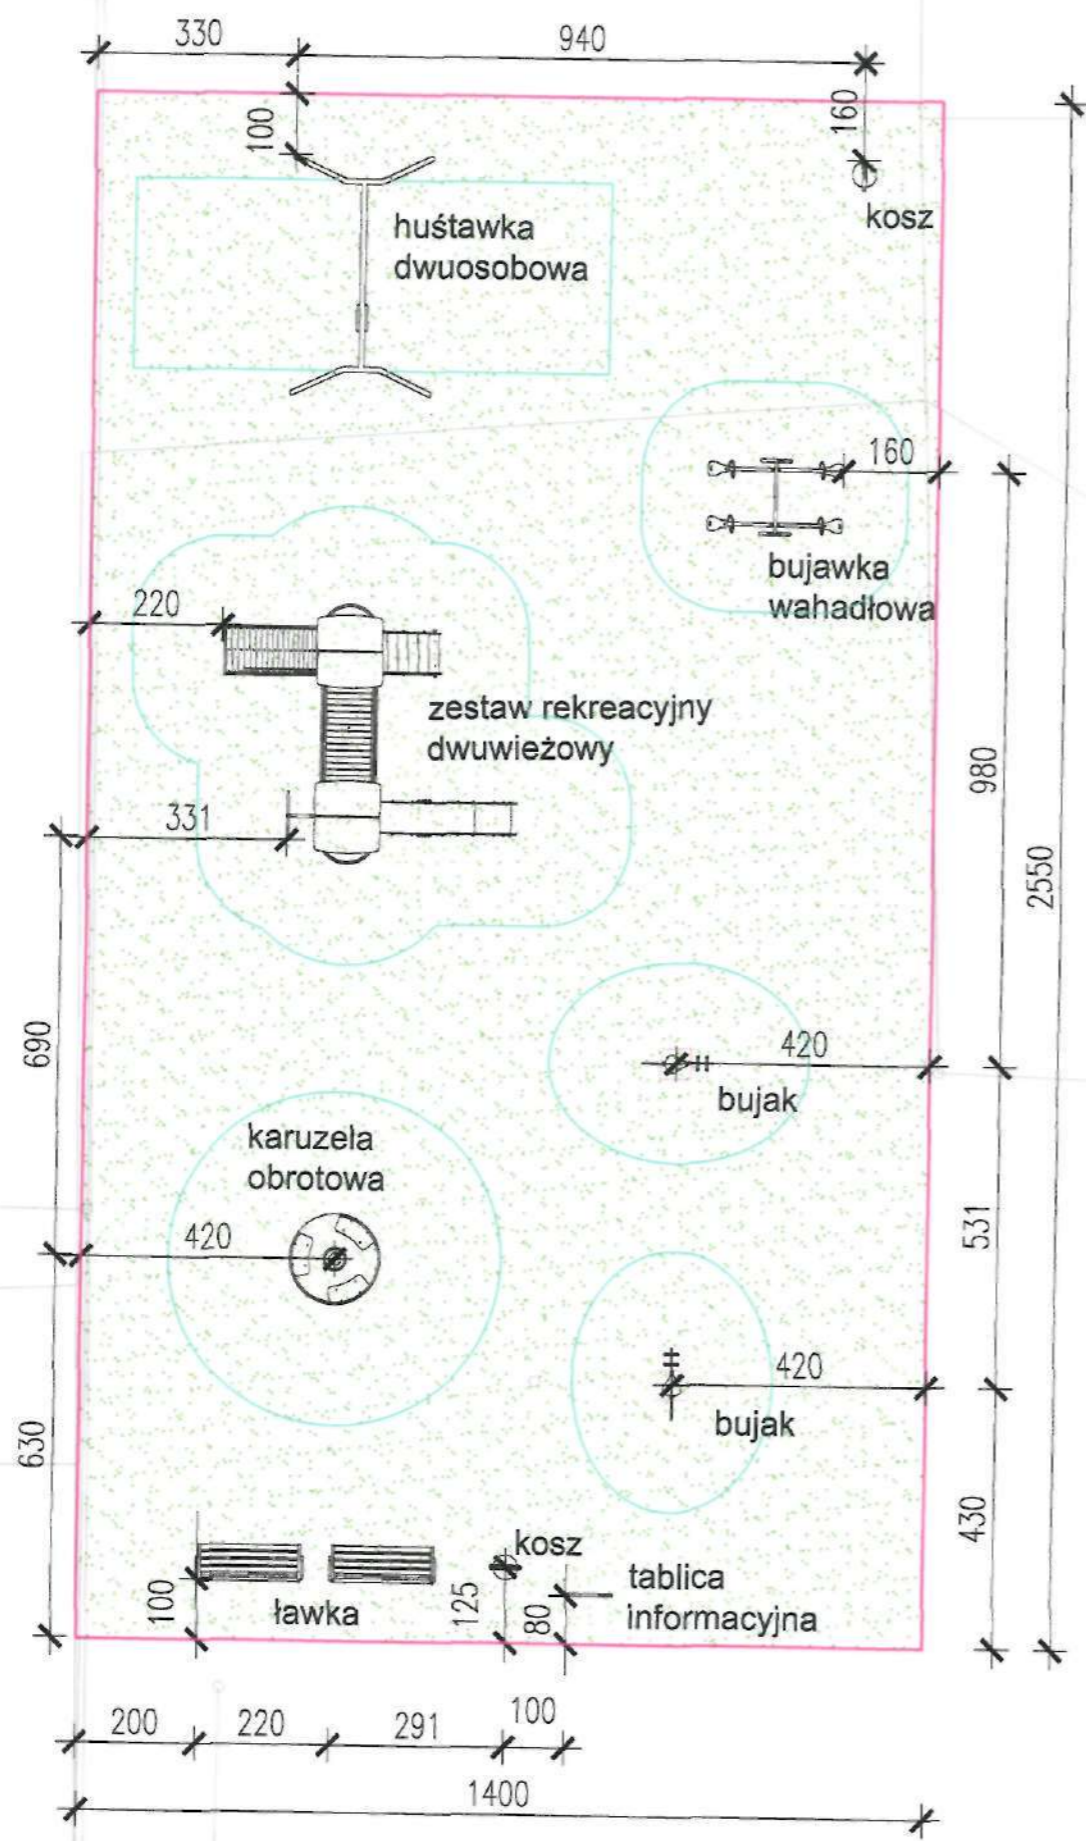 330
940
100
160
kosz
huśtawka
dwuosobowa
160
bujawka
wahadłowa
220
zestaw rekreacyjny
dwuwieżowy
980
2550
331
690
420
bujak
karuzela
obrotowa
420
531
420
bujak
630
430
kosz
tablica
informacyjna
100
ławka
125
80
200
220
291
100
1400